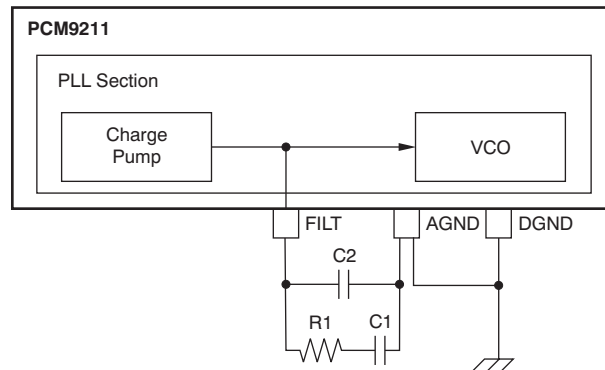 PCM9211
PLL Section
Charge
Pump
VCO
FILT
AGND
DGND
C2
R1
C1